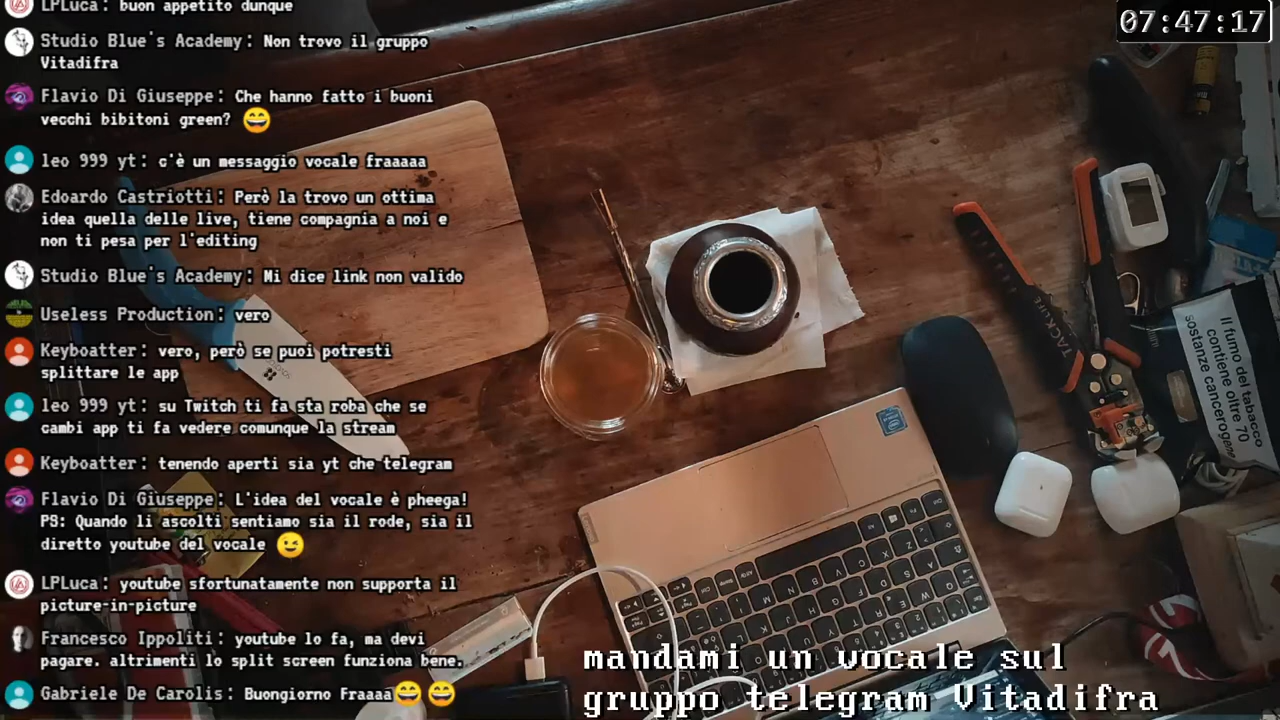 LPLuca: buon appetito dunque
07:47:17
Studio Blue's Academy: Non trovo il gruppo
Vitadifra
Flavio Di Giuseppe: Che hanno fatto i buoni
vecchi bibitoni green? 😄
leo 999 yt: c'è un messaggio vocale fraaaaa
Edoardo Castriotti: Però la trovo un ottima
idea quella delle live, tiene compagnia a noi e
non ti pesa per l'editing
Studio Blue's Academy: Mi dice link non valido
Useless Production: vero
Keyboatter: vero, però se puoi potresti
splittare le app
leo 999 yt: su Twitch ti fa sta roba che se
cambi app ti fa vedere comunque la stream
Keyboatter: tenendo aperti sia yt che telegram
Flavio Di Giuseppe: L'idea del vocale è pheega!
PS: Quando li ascolti sentiamo sia il rode, sia il
diretto youtube del vocale 😉
LPLuca: youtube sfortunatamente non supporta il
picture-in-picture
Francesco Ippoliti: youtube lo fa, ma devi
pagare. altrimenti lo split screen funziona bene.
Gabriele De Carolis: Buongiorno Fraaaa😄 😄
Il fumo del tabacco
contiene oltre 70
sostanze cancerogene
mandami un vocale sul
gruppo telegram Vitadifra